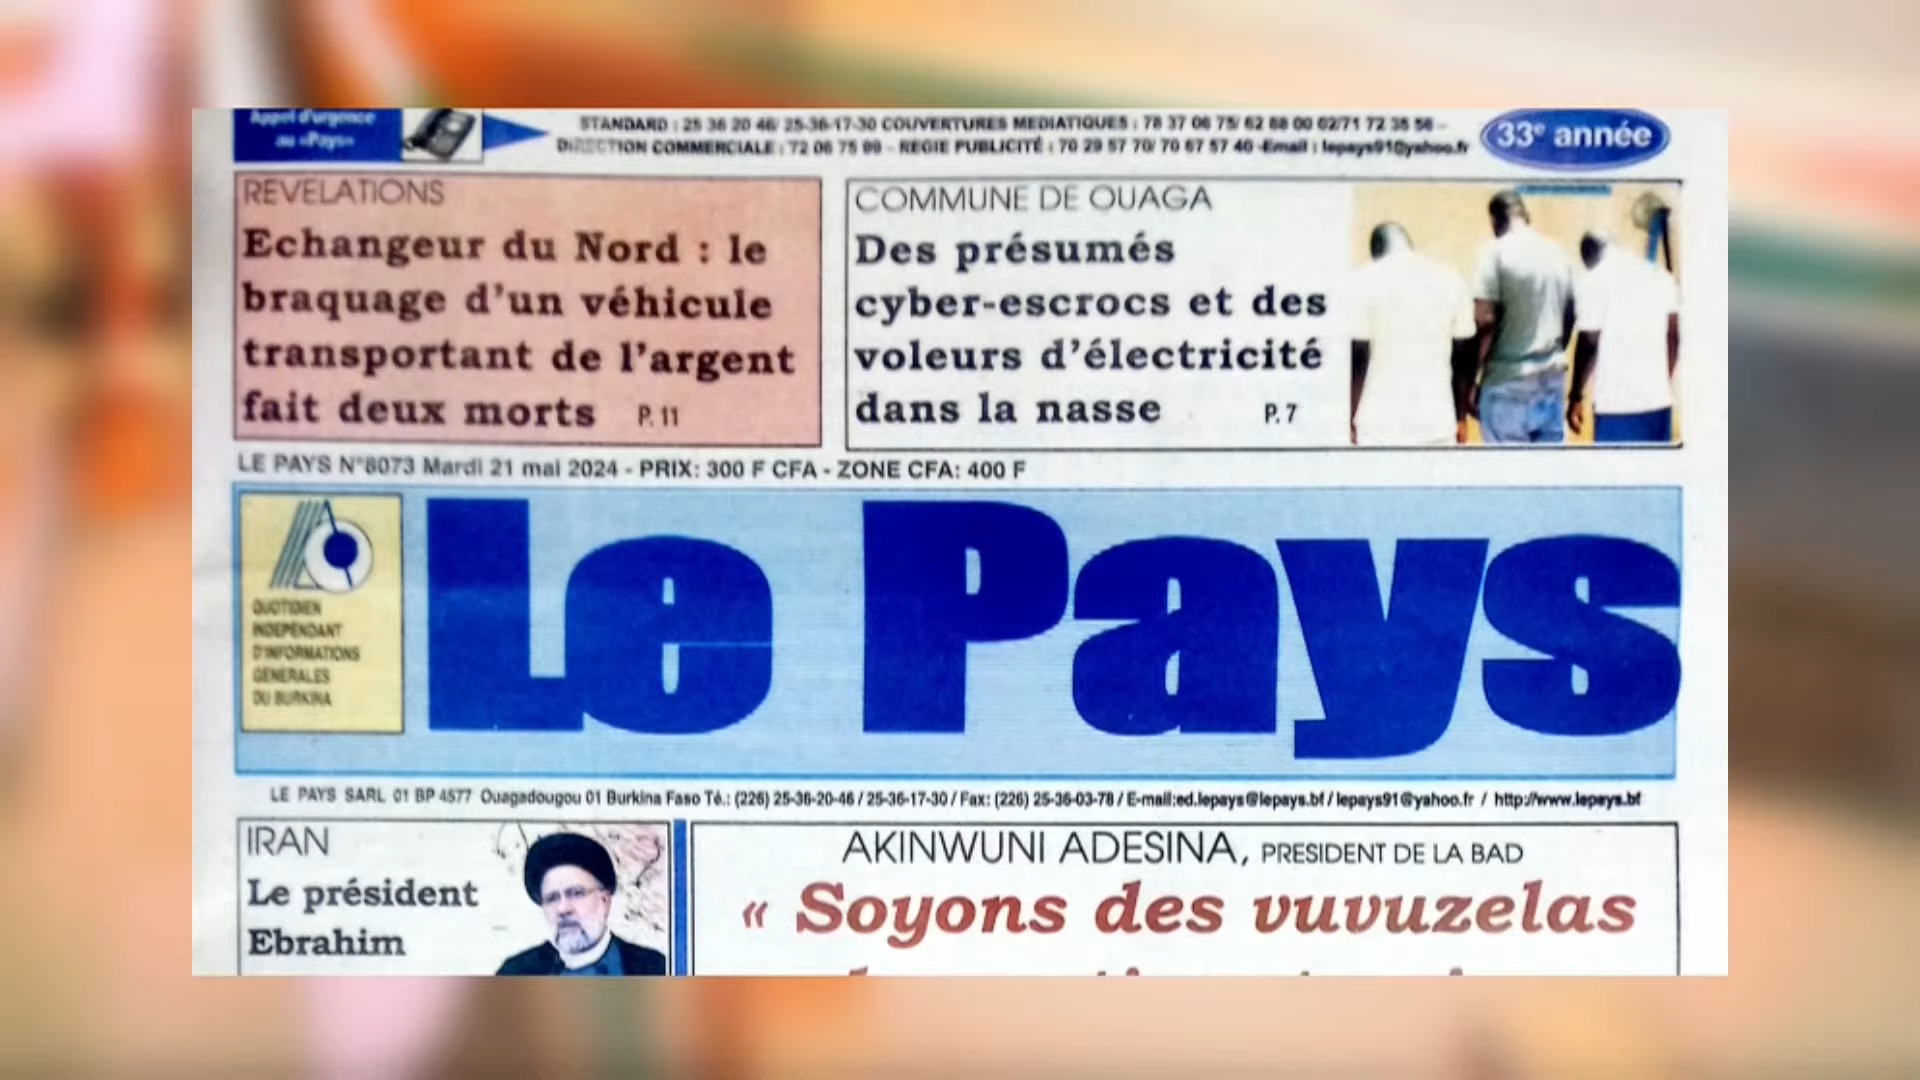 Appel d'urgence
au «Pays»
STANDARD : 25 36 20 46/ 25-36-17-30 COUVERTURES MEDIATIQUES : 78 37 06 75/ 62 88 00 02/71 72 35 56 -
DIRECTION COMMERCIALE : 72 06 75 99 - REGIE PUBLICITÉ : 70 29 57 70/ 70 67 57 40 -Email : lepays91@yahoo.fr
33e année
REVELATIONS
Echangeur du Nord : le
braquage d'un véhicule
transportant de l'argent
fait deux morts P. 11
COMMUNE DE OUAGA
Des présumés
cyber-escrocs et des
voleurs d'électricité
dans la nasse P. 7
LE PAYS N°8073 Mardi 21 mai 2024 - PRIX: 300 F CFA - ZONE CFA: 400 F
QUOTIDIEN
INDEPENDANT
D'INFORMATIONS
GENERALES
DU BURKINA
Le Pays
LE PAYS SARL 01 BP 4577 Ouagadougou 01 Burkina Faso Té.: (226) 25-36-20-46 / 25-36-17-30 / Fax: (226) 25-36-03-78 / E-mail:ed.lepays@lepays.bf / lepays91@yahoo.fr / http://www.lepays.bf
IRAN
Le président
Ebrahim
AKINWUNI ADESINA, PRESIDENT DE LA BAD
« Soyons des vuvuzelas